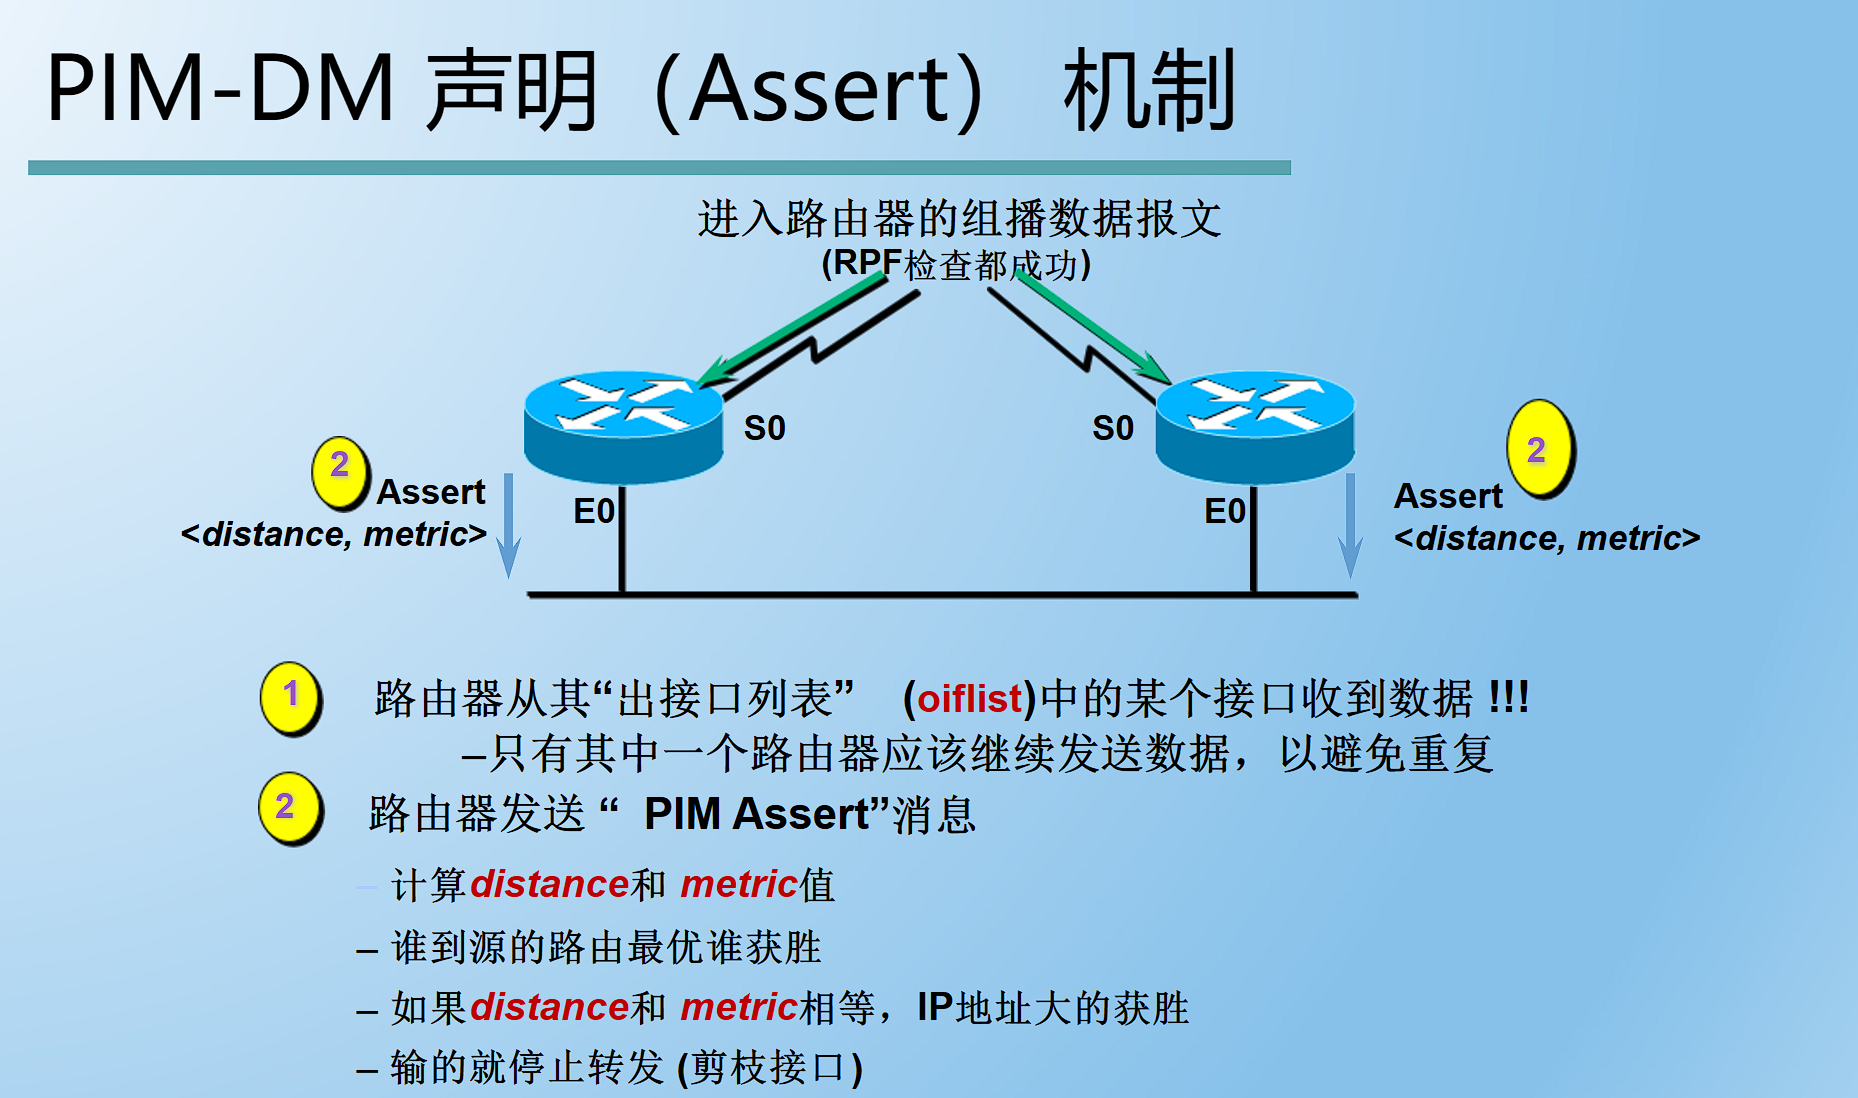 PIM-DM 声明（Assert） 机制
进入路由器的组播数据报文
(RPF检查都成功)
S0
S0
2
2
Assert
<distance, metric>
E0
E0
Assert
<distance, metric>
1 路由器从其“出接口列表” (oiflist)中的某个接口收到数据 !!!
–只有其中一个路由器应该继续发送数据，以避免重复
2 路由器发送 “ PIM Assert”消息
– 计算distance和 metric值
– 谁到源的路由最优谁获胜
– 如果distance和 metric相等，IP地址大的获胜
– 输的就停止转发 (剪枝接口)